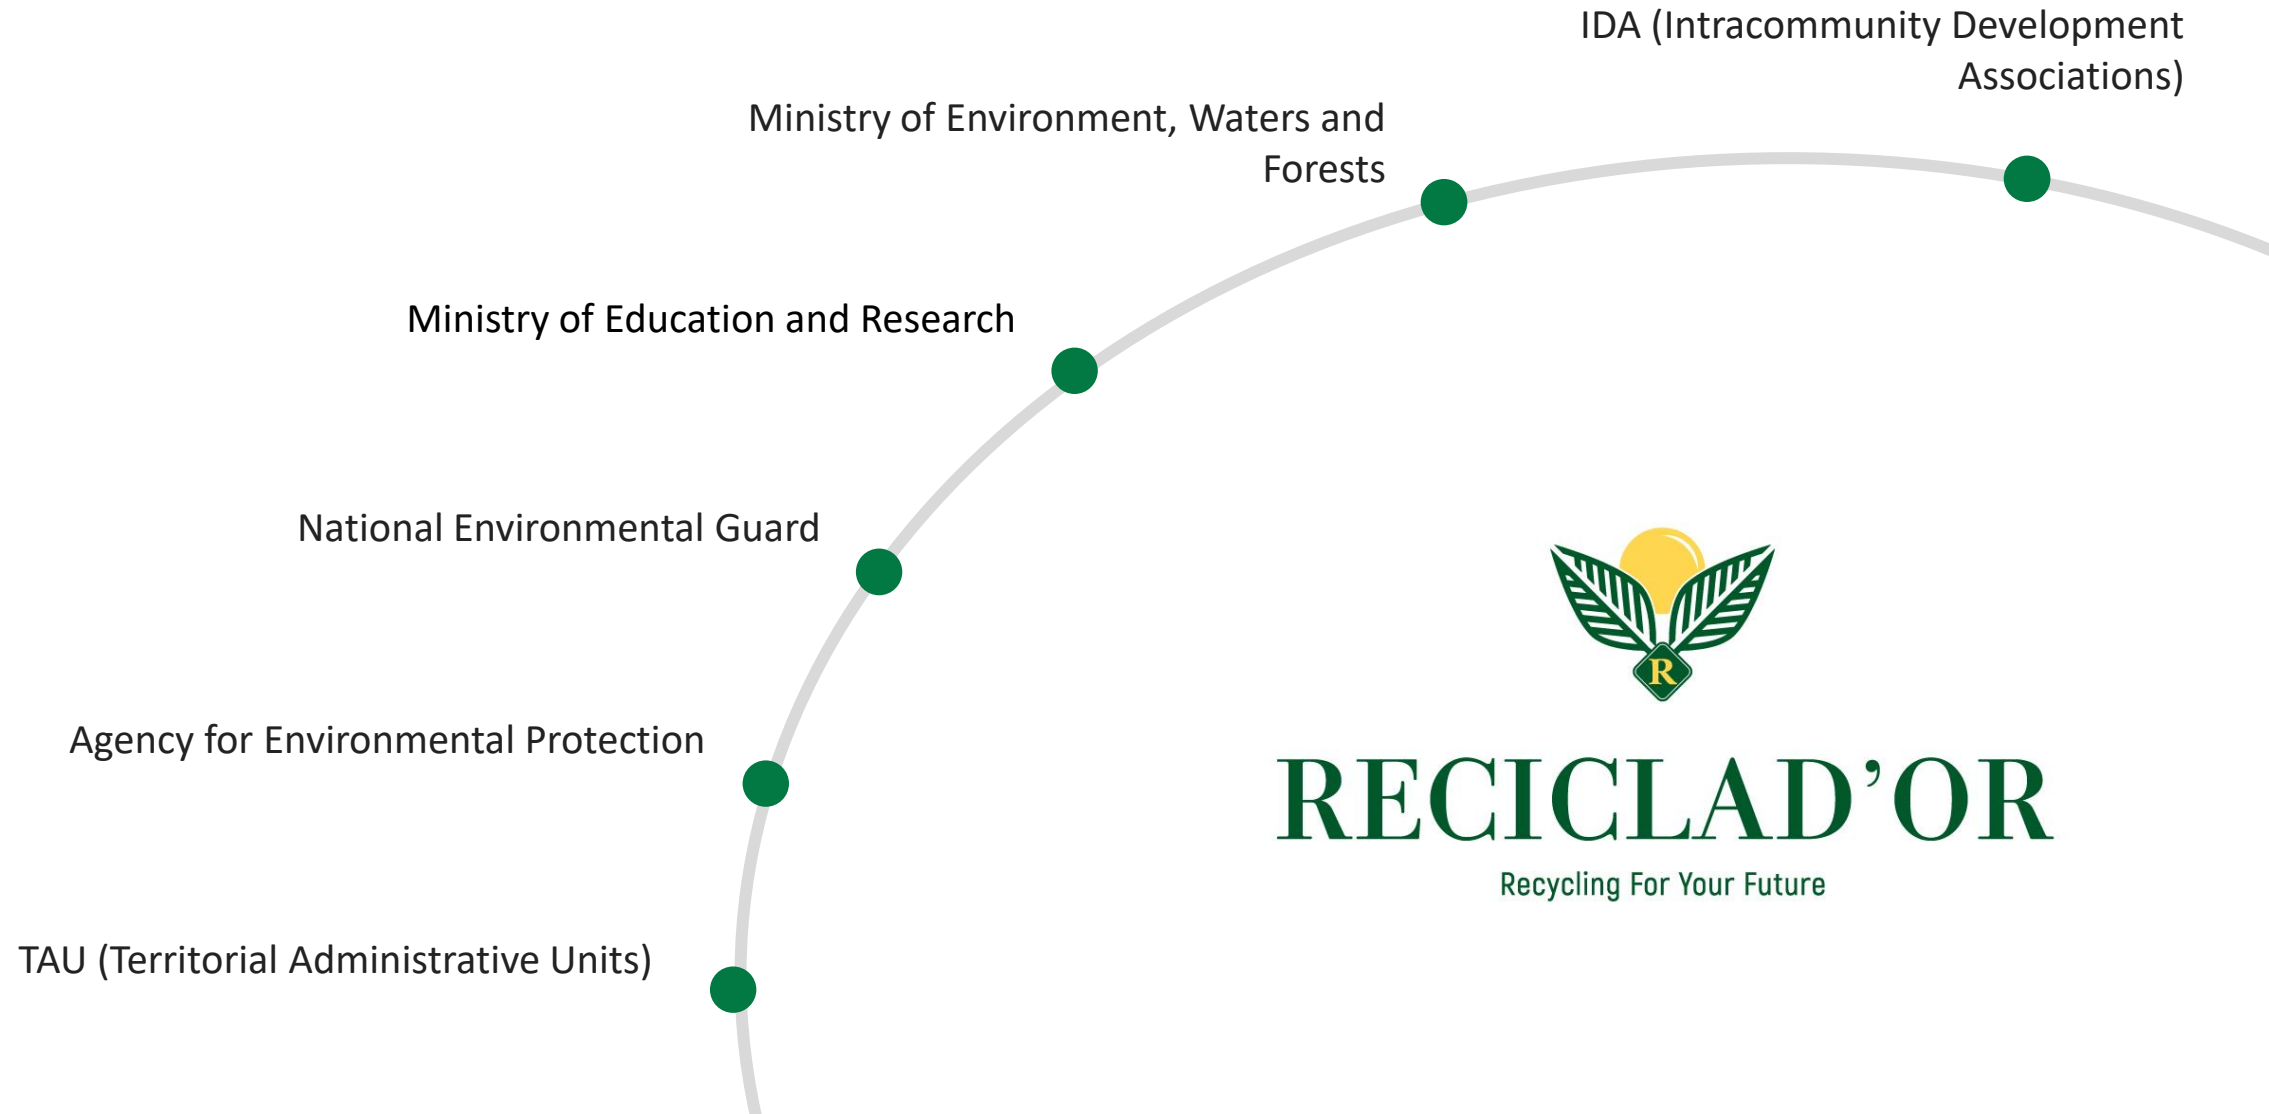 IDA (Intracommunity Development
Associations)
Ministry of Environment, Waters and
Forests
Ministry of Education and Research
National Environmental Guard
Agency for Environmental Protection
TAU (Territorial Administrative Units)
R
RECICLAD’OR
Recycling For Your Future